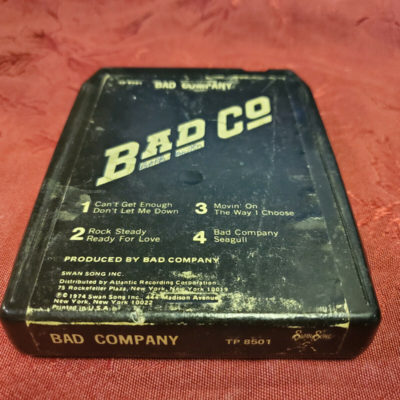 BAD COMPANY
BAD CO
1 Can't Get Enough
Don't Let Me Down
2 Rock Steady
Ready For Love
3 Movin' On
The Way I Choose
4 Bad Company
Seagull
PRODUCED BY BAD COMPANY
SWAN SONG INC.
Distributed by Atlantic Recording Corporation
75 Rockefeller Plaza, New York, New York 10019
℗ © 1974 Swan Song Inc., 444 Madison Avenue
New York, New York 10022
Printed in U.S.A.
BAD COMPANY TP 8501 Swan Song